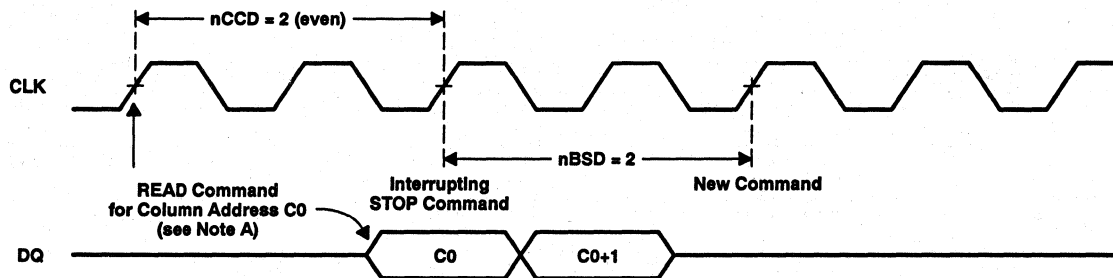 nCCD = 2 (even)
CLK
nBSD = 2
READ Command
for Column Address C0
(see Note A)
Interrupting
STOP Command
New Command
DQ
C0
C0+1